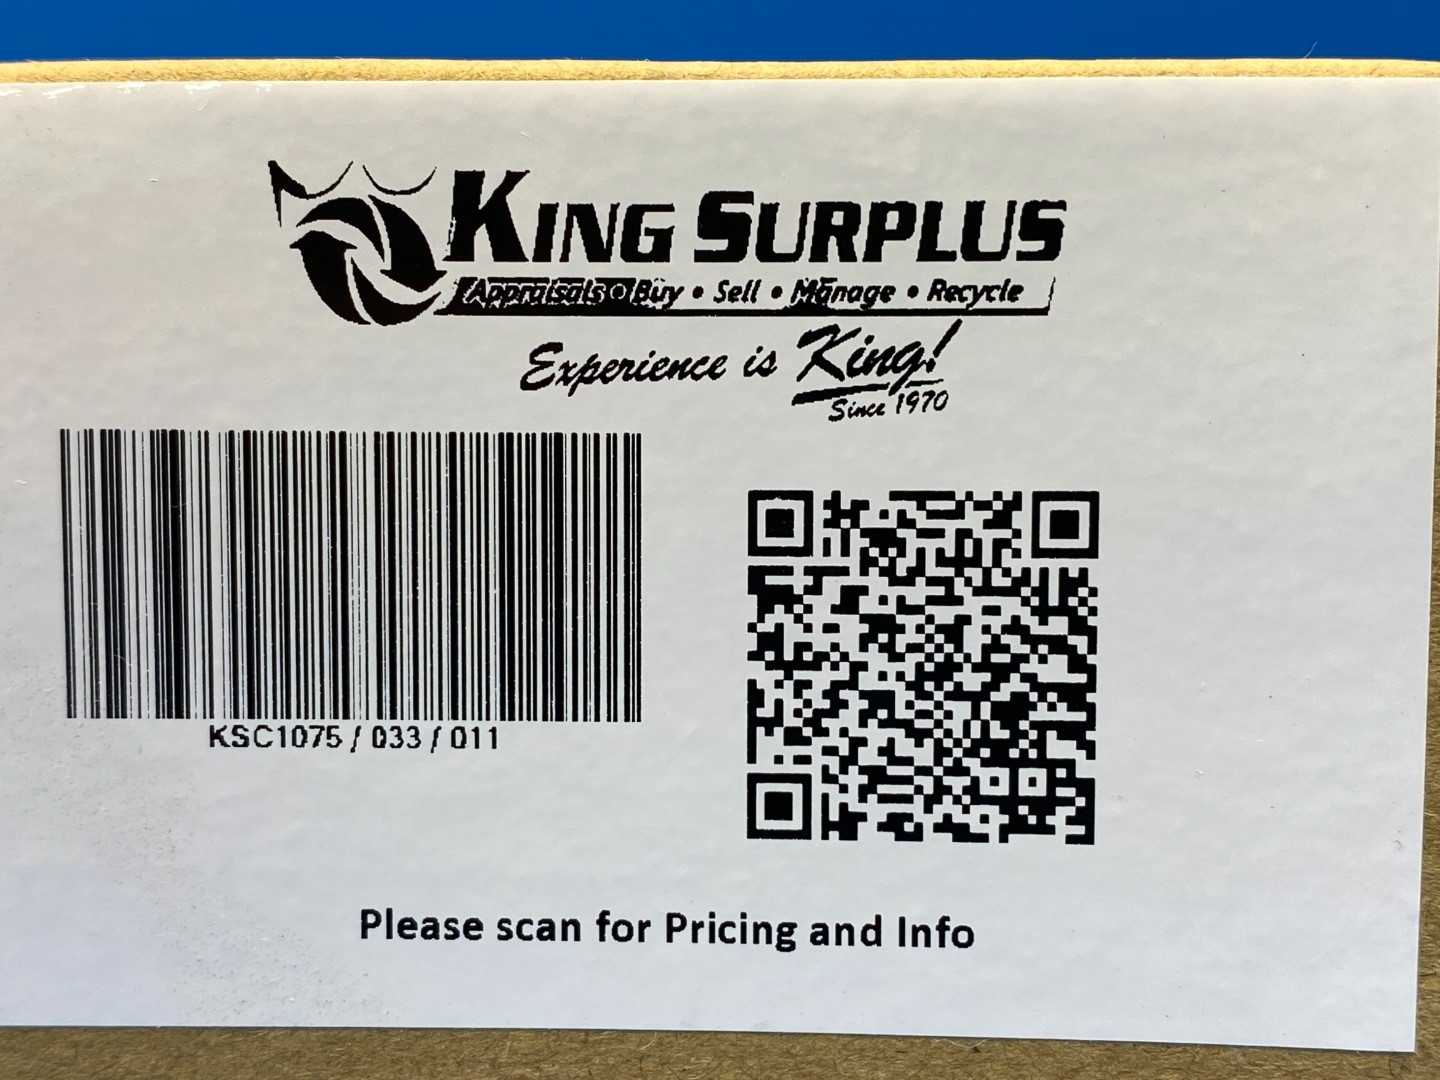 KING SURPLUS
Appraisals • Buy • Sell • Manage • Recycle
Experience is King!
Since 1970
KSC1075 / 033 / 011
Please scan for Pricing and Info